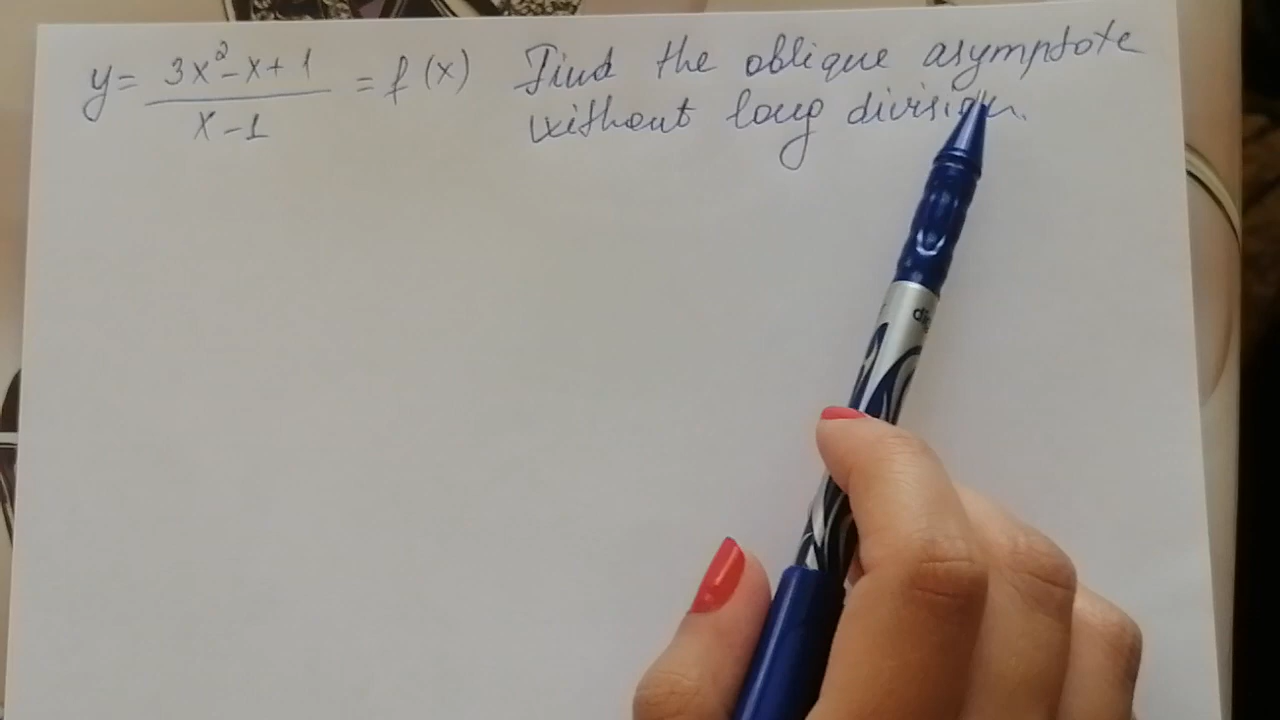 y = 3x²-x+1 / x-1 = f(x) Find the oblique asymptote
without long division.